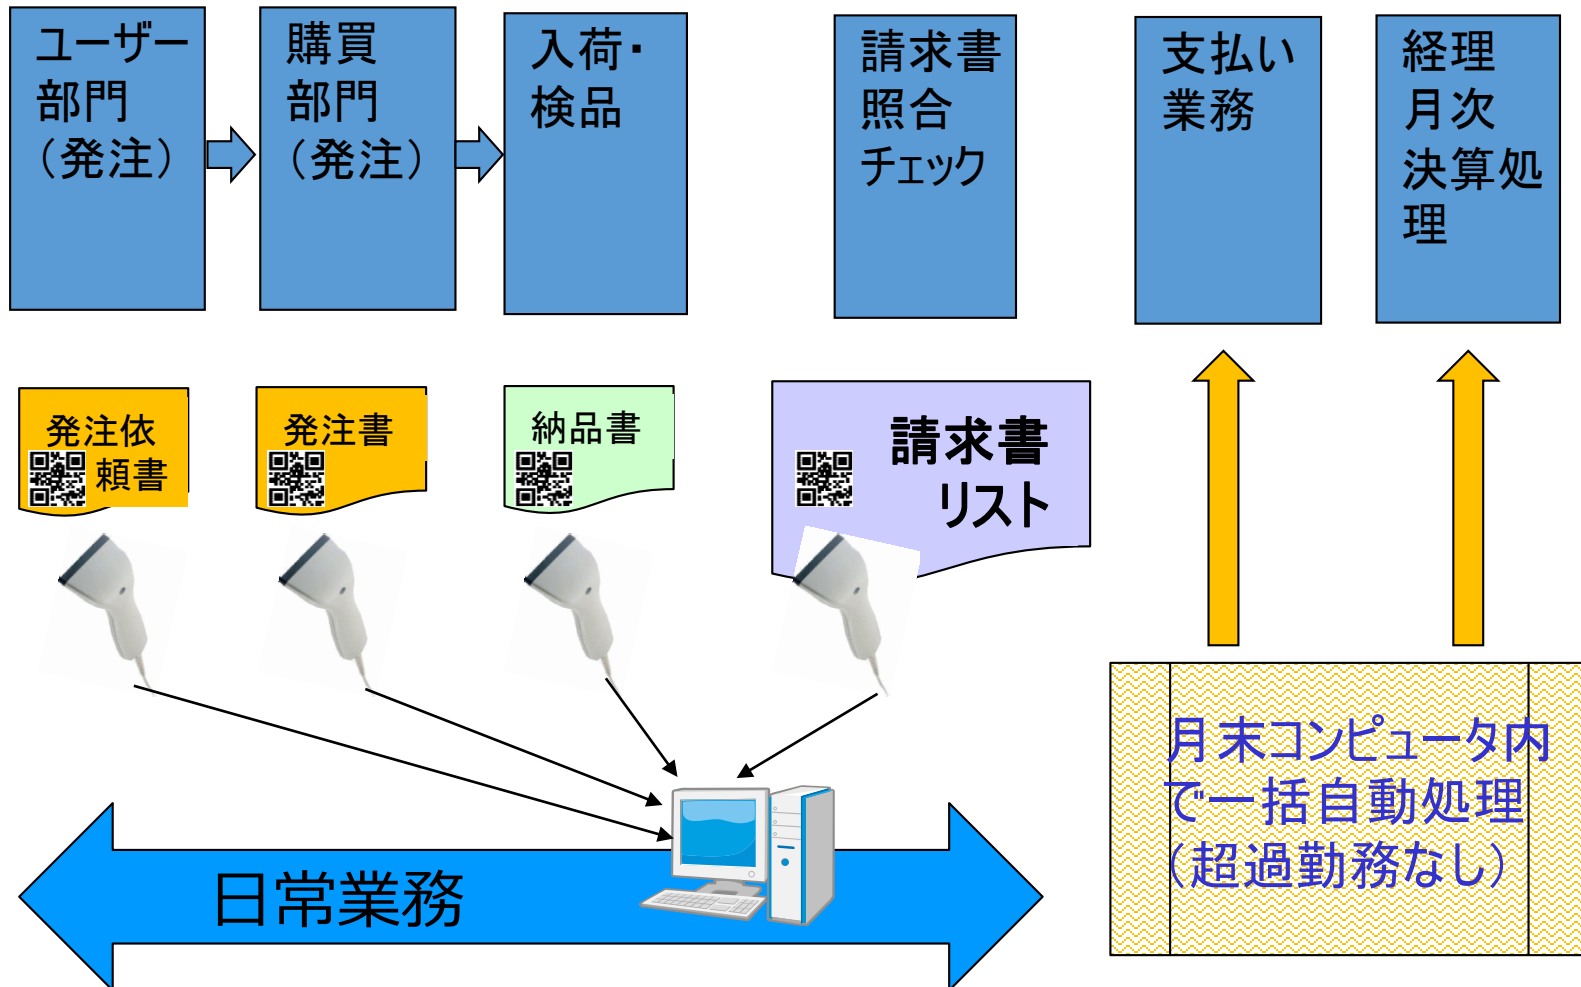 ユーザー
部門
（発注）
購買
部門
（発注）
入荷・
検品
請求書
照合
チェック
支払い
業務
経理
月次
決算処
理
発注依
頼書
発注書
納品書
請求書
リスト
日常業務
月末コンピュータ内
で一括自動処理
（超過勤務なし）